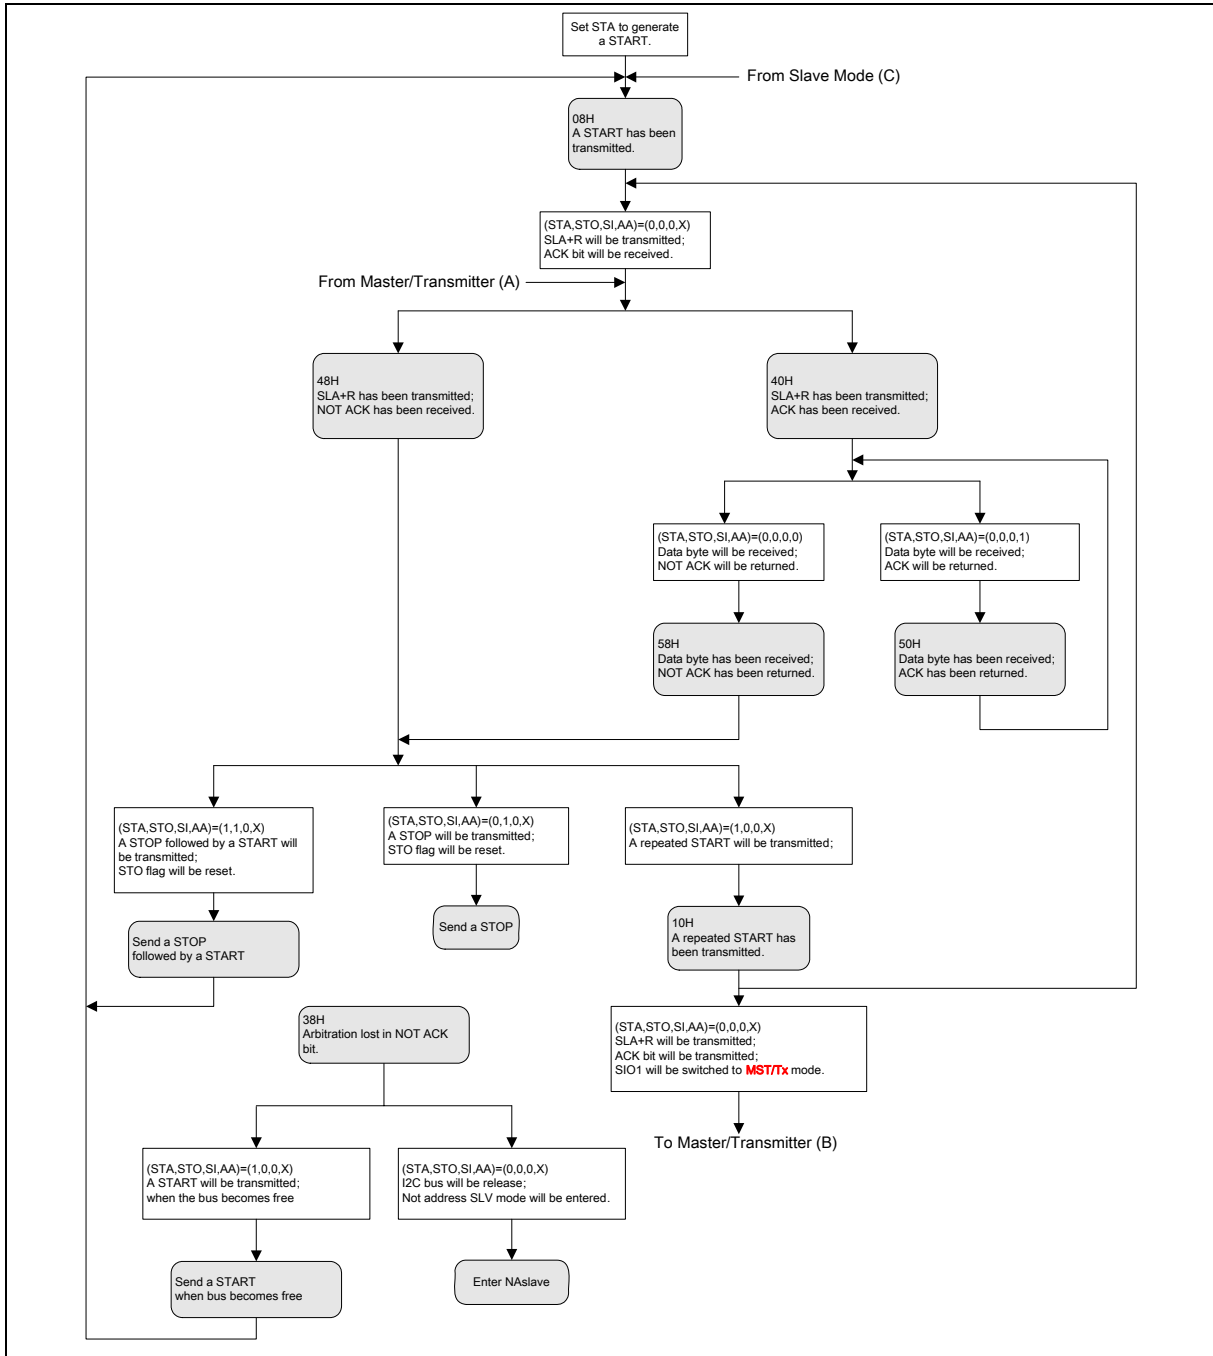 Set STA to generate
a START.
From Slave Mode (C)
08H
A START has been
transmitted.
(STA,STO,SI,AA)=(0,0,0,X)
SLA+R will be transmitted;
ACK bit will be received.
From Master/Transmitter (A)
48H
SLA+R has been transmitted;
NOT ACK has been received.
40H
SLA+R has been transmitted;
ACK has been received.
(STA,STO,SI,AA)=(0,0,0,0)
Data byte will be received;
NOT ACK will be returned.
(STA,STO,SI,AA)=(0,0,0,1)
Data byte will be received;
ACK will be returned.
58H
Data byte has been received;
NOT ACK has been returned.
50H
Data byte has been received;
ACK has been returned.
(STA,STO,SI,AA)=(1,1,0,X)
A STOP followed by a START will
be transmitted;
STO flag will be reset.
(STA,STO,SI,AA)=(0,1,0,X)
A STOP will be transmitted;
STO flag will be reset.
(STA,STO,SI,AA)=(1,0,0,X)
A repeated START will be transmitted;
Send a STOP
followed by a START
Send a STOP
10H
A repeated START has
been transmitted.
38H
Arbitration lost in NOT ACK
bit.
(STA,STO,SI,AA)=(0,0,0,X)
SLA+R will be transmitted;
ACK bit will be transmitted;
SIO1 will be switched to MST/Tx mode.
To Master/Transmitter (B)
(STA,STO,SI,AA)=(1,0,0,X)
A START will be transmitted;
when the bus becomes free
(STA,STO,SI,AA)=(0,0,0,X)
I2C bus will be release;
Not address SLV mode will be entered.
Send a START
when bus becomes free
Enter NAslave